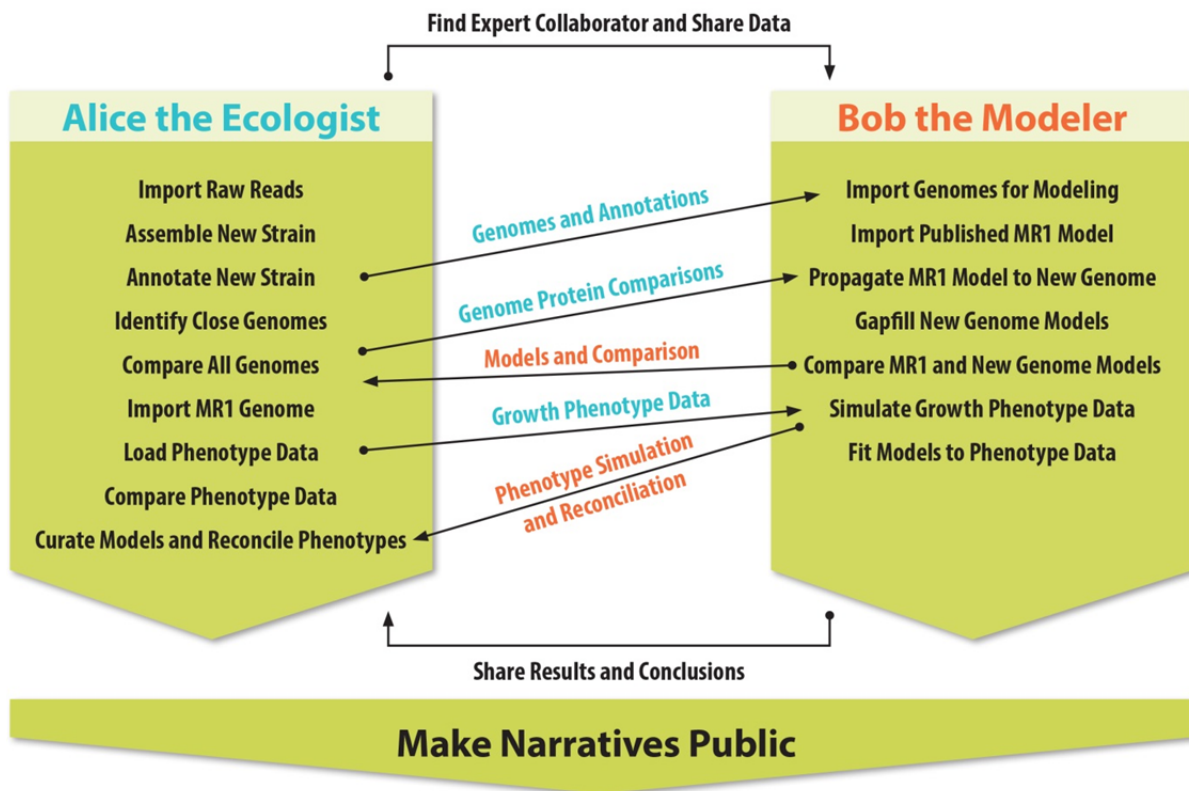 Find Expert Collaborator and Share Data
Alice the Ecologist
Import Raw Reads
Assemble New Strain
Annotate New Strain
Identify Close Genomes
Compare All Genomes
Import MR1 Genome
Load Phenotype Data
Compare Phenotype Data
Curate Models and Reconcile Phenotypes
Genomes and Annotations
Genome Protein Comparisons
Models and Comparison
Growth Phenotype Data
Phenotype Simulation
and Reconciliation
Bob the Modeler
Import Genomes for Modeling
Import Published MR1 Model
Propagate MR1 Model to New Genome
Gapfill New Genome Models
Compare MR1 and New Genome Models
Simulate Growth Phenotype Data
Fit Models to Phenotype Data
Share Results and Conclusions
Make Narratives Public